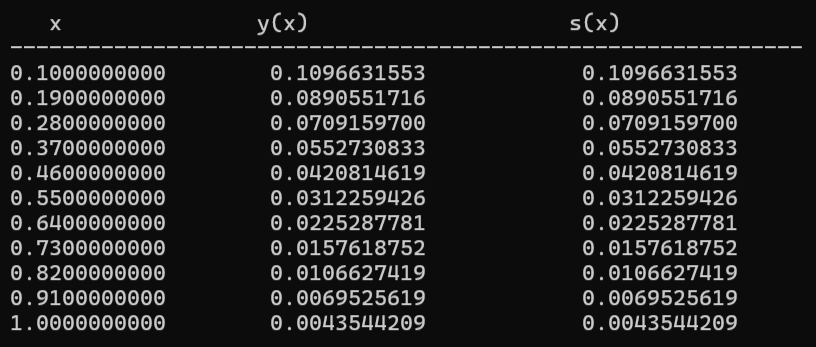 x y(x) s(x)
-------------------------------------------------------------
0.1000000000 0.1096631553 0.1096631553
0.1900000000 0.0890551716 0.0890551716
0.2800000000 0.0709159700 0.0709159700
0.3700000000 0.0552730833 0.0552730833
0.4600000000 0.0420814619 0.0420814619
0.5500000000 0.0312259426 0.0312259426
0.6400000000 0.0225287781 0.0225287781
0.7300000000 0.0157618752 0.0157618752
0.8200000000 0.0106627419 0.0106627419
0.9100000000 0.0069525619 0.0069525619
1.0000000000 0.0043544209 0.0043544209